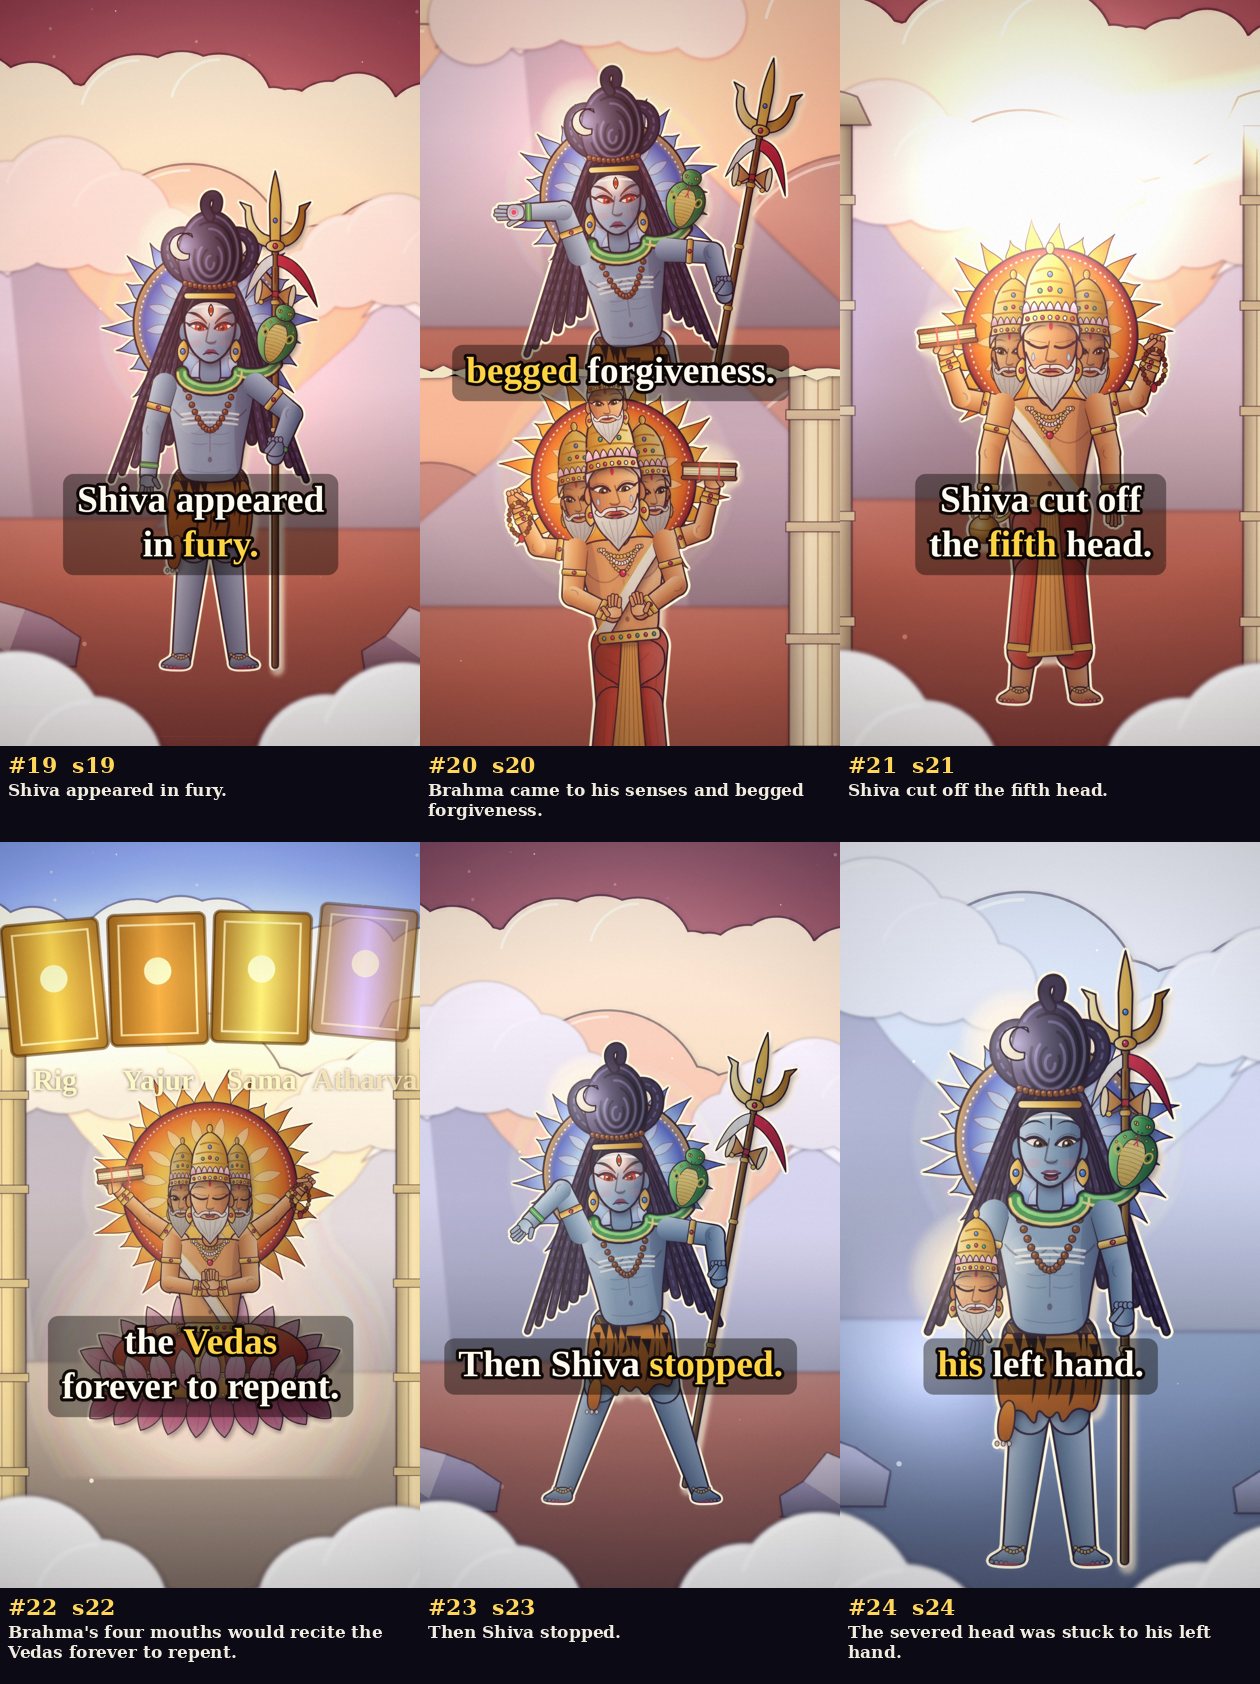 Shiva appeared
in fury.
#19 s19
Shiva appeared in fury.
begged forgiveness.
#20 s20
Brahma came to his senses and begged
forgiveness.
Shiva cut off
the fifth head.
#21 s21
Shiva cut off the fifth head.
Rig Yajur Sama Atharva
the Vedas
forever to repent.
#22 s22
Brahma's four mouths would recite the
Vedas forever to repent.
Then Shiva stopped.
#23 s23
Then Shiva stopped.
his left hand.
#24 s24
The severed head was stuck to his left
hand.